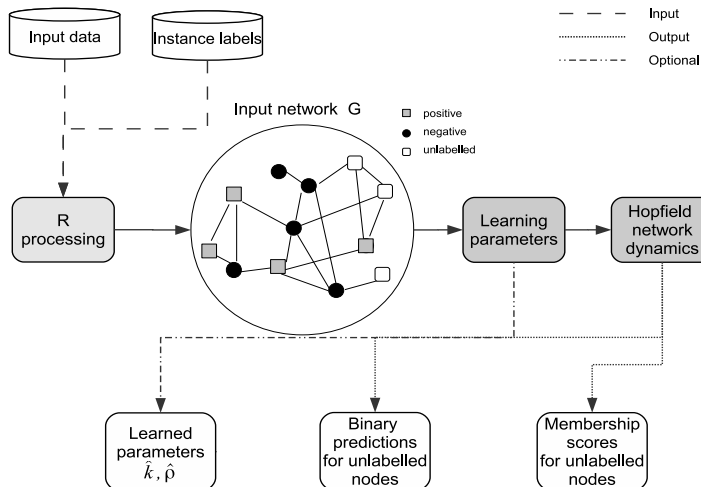 Input data
Instance labels
Input
Output
Optional
Input network G
positive
negative
unlabelled
R
processing
Learning
parameters
Hopfield
network
dynamics
Learned
parameters
k̂, ρ̂
Binary
predictions
for unlabelled
nodes
Membership
scores
for unlabelled
nodes